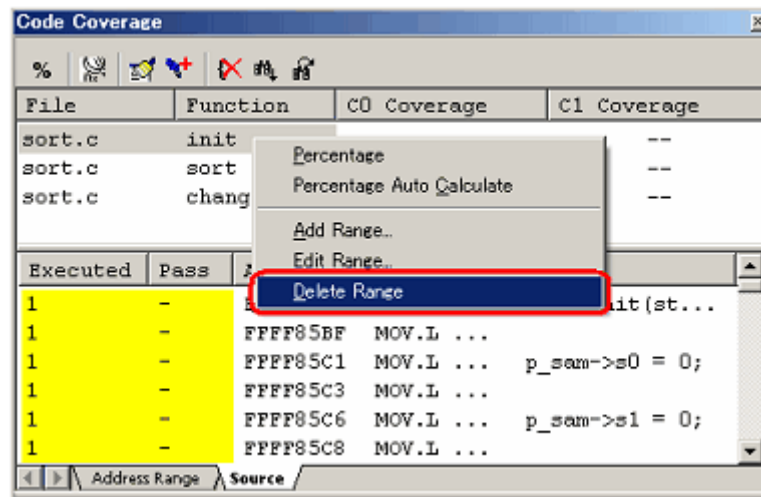 Code Coverage
%
File Function C0 Coverage C1 Coverage
sort.c init
sort.c sort --
sort.c chang --
--
Percentage
Percentage Auto Calculate
Add Range...
Edit Range...
Delete Range
Executed Pass
1 - nit(st...
1 - FFFF85BF MOV.L ...
1 - FFFF85C1 MOV.L ... p_sam->s0 = 0;
1 - FFFF85C3 MOV.L ...
1 - FFFF85C6 MOV.L ... p_sam->s1 = 0;
1 - FFFF85C8 MOV.L ...
Address Range Source